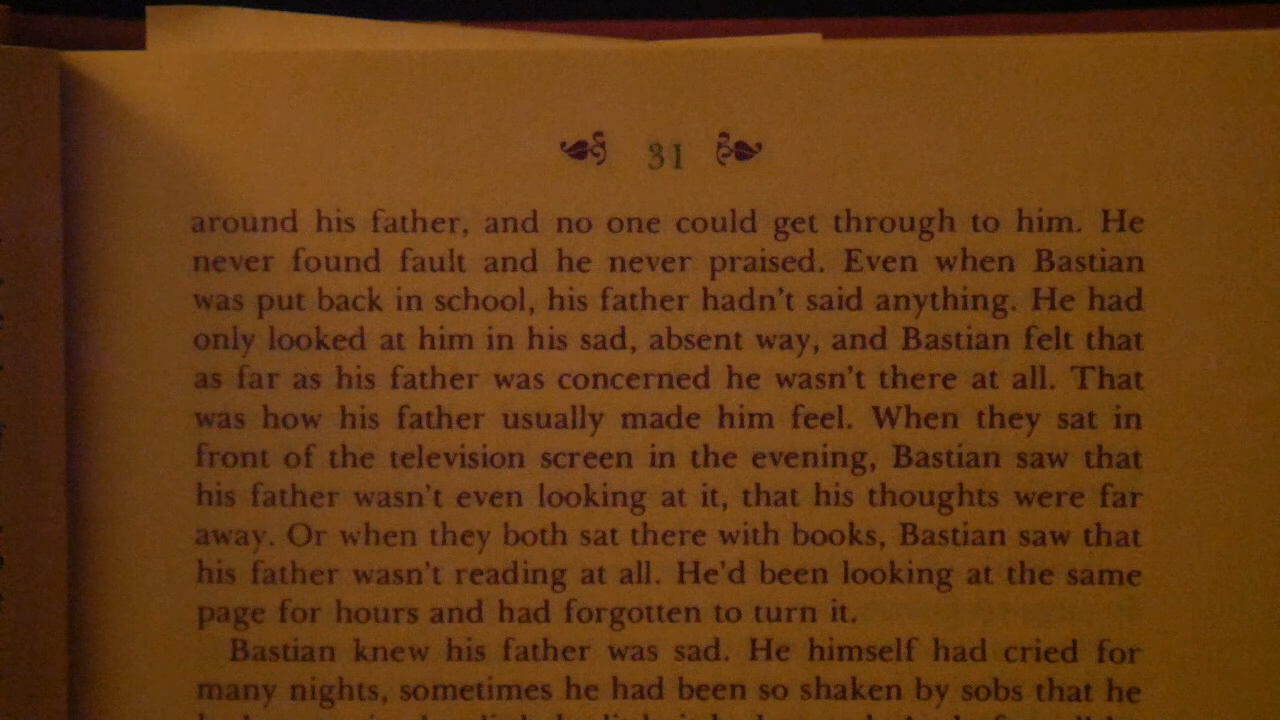 31
around his father, and no one could get through to him. He
never found fault and he never praised. Even when Bastian
was put back in school, his father hadn't said anything. He had
only looked at him in his sad, absent way, and Bastian felt that
as far as his father was concerned he wasn't there at all. That
was how his father usually made him feel. When they sat in
front of the television screen in the evening, Bastian saw that
his father wasn't even looking at it, that his thoughts were far
away. Or when they both sat there with books, Bastian saw that
his father wasn't reading at all. He'd been looking at the same
page for hours and had forgotten to turn it.
Bastian knew his father was sad. He himself had cried for
many nights, sometimes he had been so shaken by sobs that he